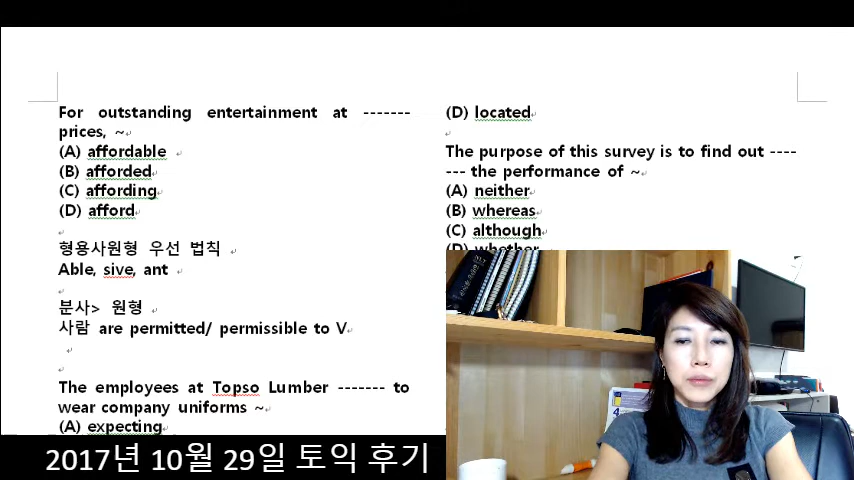 For outstanding entertainment at -------
prices, ~
(A) affordable
(B) afforded
(C) affording
(D) afford
형용사원형 우선 법칙
Able, sive, ant
분사> 원형
사람 are permitted/ permissible to V
The employees at Topso Lumber ------- to
wear company uniforms ~
(A) expecting
(D) located
The purpose of this survey is to find out ----
--- the performance of ~
(A) neither
(B) whereas
(C) although
(D) whether
2017년 10월 29일 토익 후기